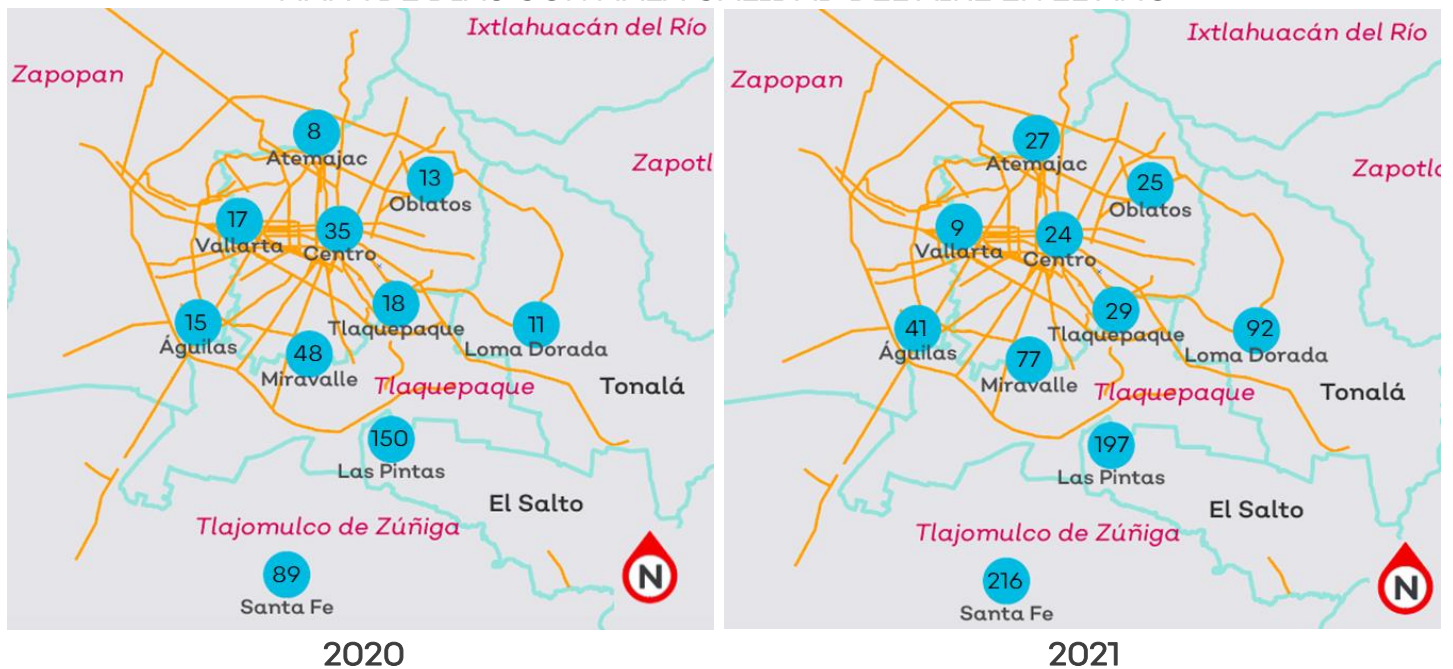 Ixtlahuacán del Río
Zapopan
8
Atemajac
Zapotl
13
Oblatos
17
Vallarta
35
Centro
18
Tlaquepaque
15
Águilas
11
Loma Dorada
48
Miravalle
Tlaquepaque
Tonalá
150
Las Pintas
El Salto
Tlajomulco de Zúñiga
89
Santa Fe
N
2020
Ixtlahuacán del Río
Zapopan
27
Atemajac
Zapotla
25
Oblatos
9
Vallarta
24
Centro
29
Tlaquepaque
41
Águilas
92
Loma Dorada
77
Miravalle
Tlaquepaque
Tonalá
197
Las Pintas
El Salto
Tlajomulco de Zúñiga
216
Santa Fe
N
2021